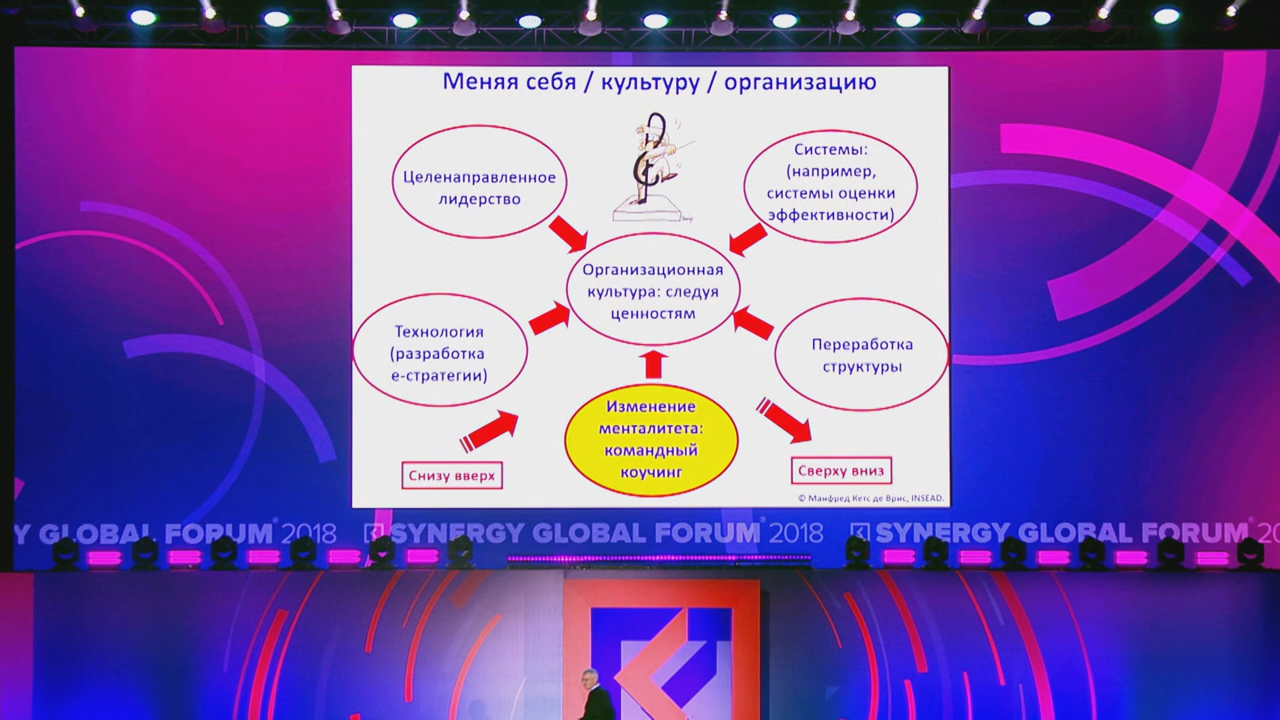 Меняя себя / культуру / организацию
Целенаправленное
лидерство
Системы:
(например,
системы оценки
эффективности)
Организационная
культура: следуя
ценностям
Технология
(разработка
е-стратегии)
Переработка
структуры
Изменение
менталитета:
командный
коучинг
Снизу вверх
Сверху вниз
© Манфред Кетс де Врис, INSEAD.
Y GLOBAL FORUM 2018
SYNERGY GLOBAL FORUM 2018
SYNERGY GLOBAL FORUM 20